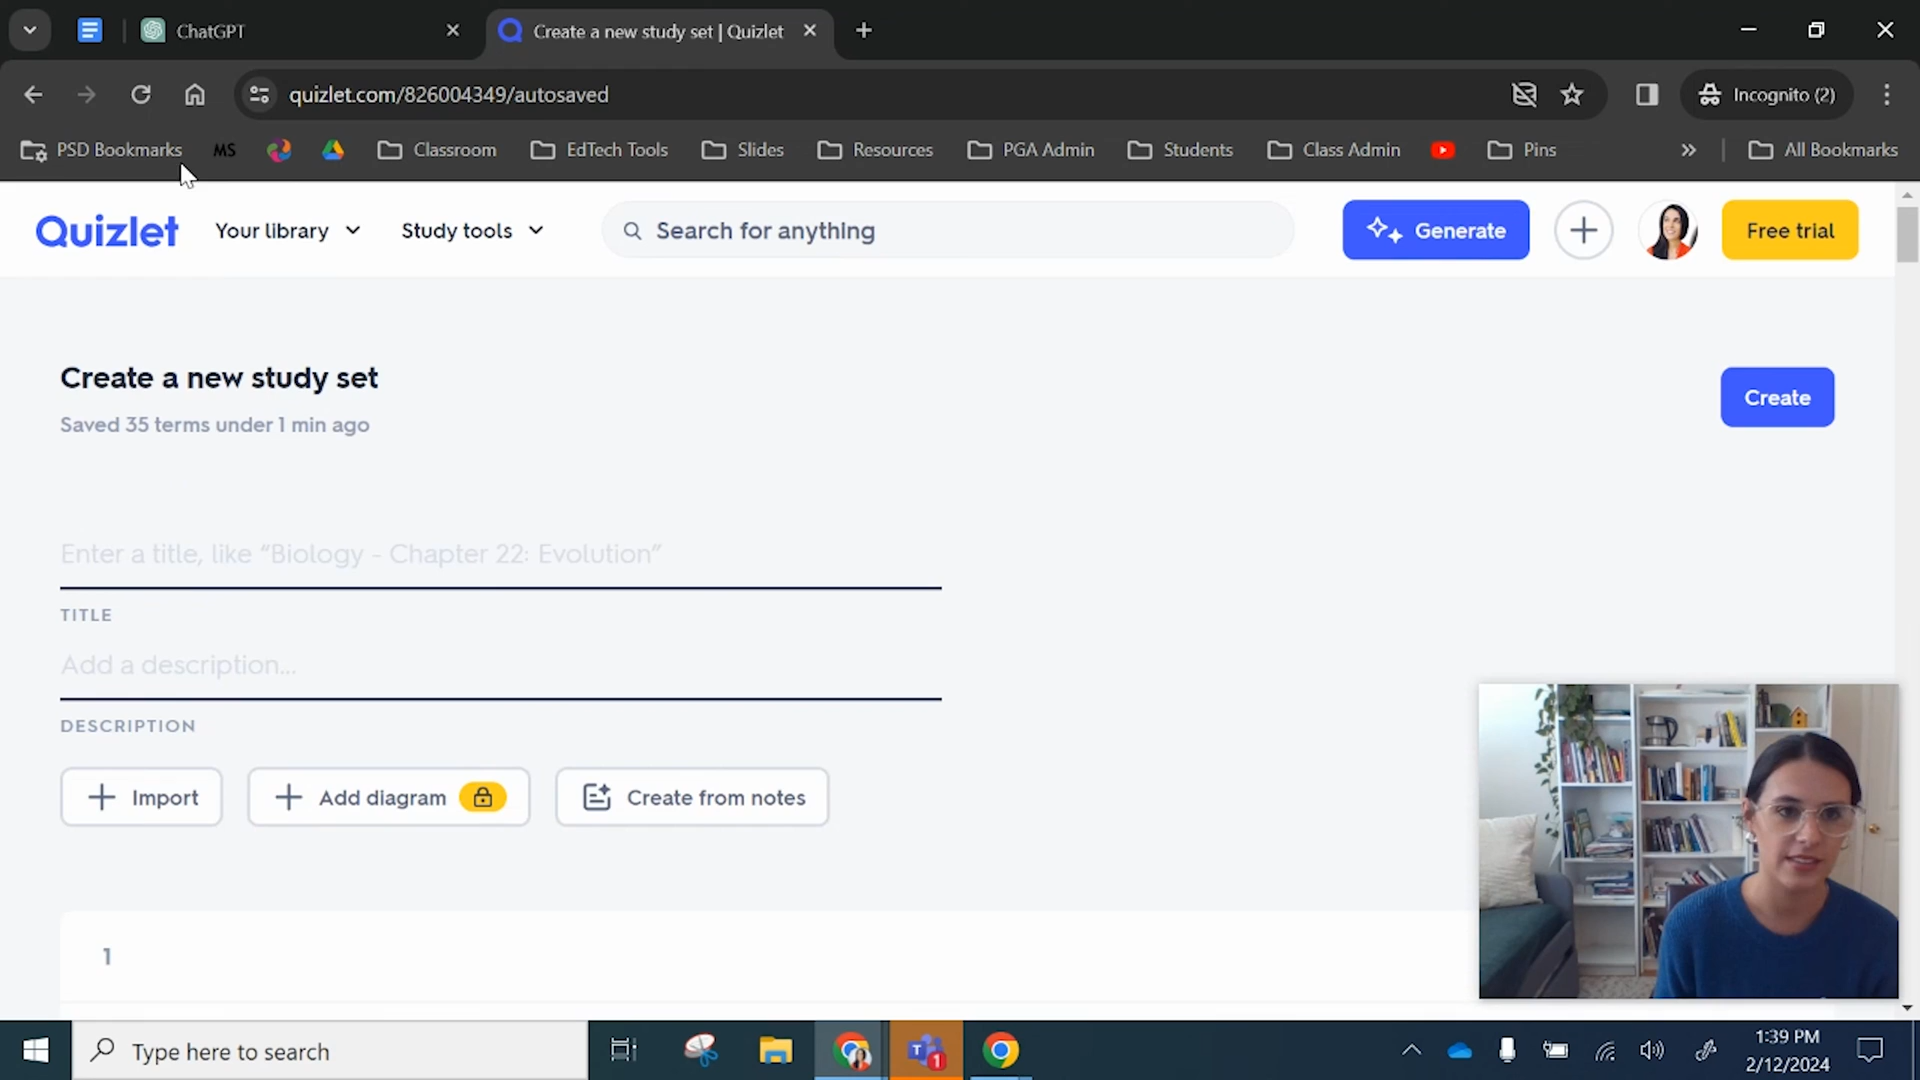 ChatGPT
Create a new study set | Quizlet
quizlet.com/826004349/autosaved
Incognito (2)
PSD Bookmarks
MS
Classroom
EdTech Tools
Slides
Resources
PGA Admin
Students
Class Admin
Pins
All Bookmarks
Quizlet
Your library
Study tools
Search for anything
Generate
Free trial
Create a new study set
Saved 35 terms under 1 min ago
Create
Enter a title, like “Biology - Chapter 22: Evolution”
TITLE
Add a description...
DESCRIPTION
Import
Add diagram
Create from notes
1
Type here to search
T
1
1:39 PM
2/12/2024